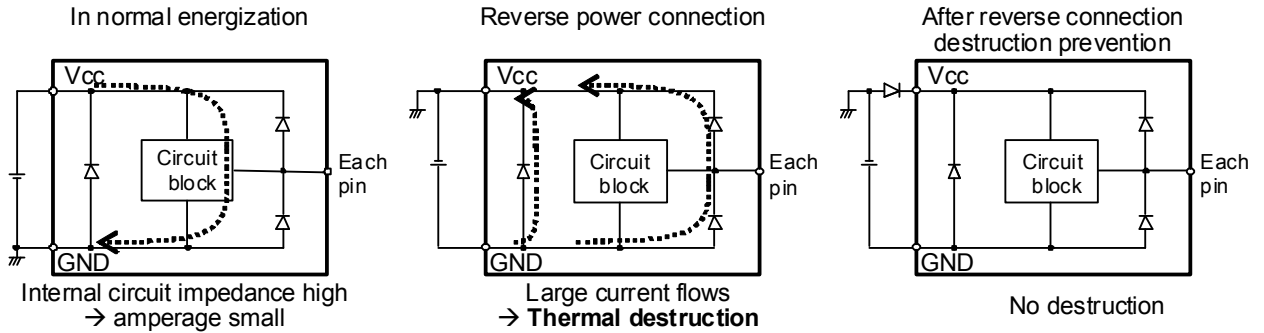 In normal energization
Vcc
Circuit
block
Each
pin
GND
Internal circuit impedance high
→ amperage small
Reverse power connection
Vcc
Circuit
block
Each
pin
GND
Large current flows
→ Thermal destruction
After reverse connection
destruction prevention
Vcc
Circuit
block
Each
pin
GND
No destruction